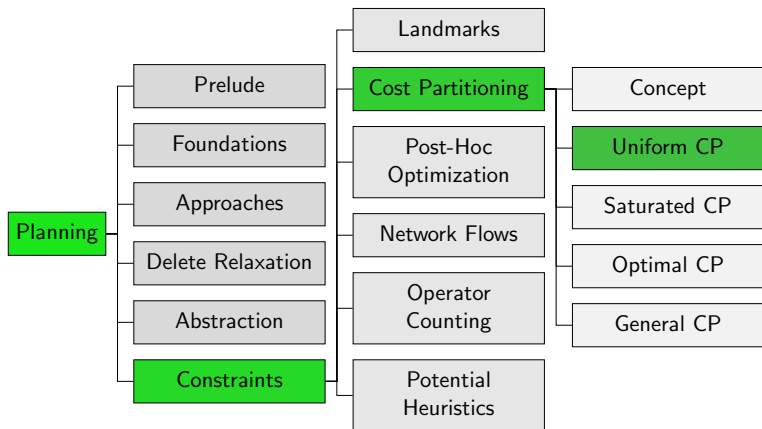 Planning
Prelude
Foundations
Approaches
Delete Relaxation
Abstraction
Constraints
Landmarks
Cost Partitioning
Post-Hoc
Optimization
Network Flows
Operator
Counting
Potential
Heuristics
Concept
Uniform CP
Saturated CP
Optimal CP
General CP